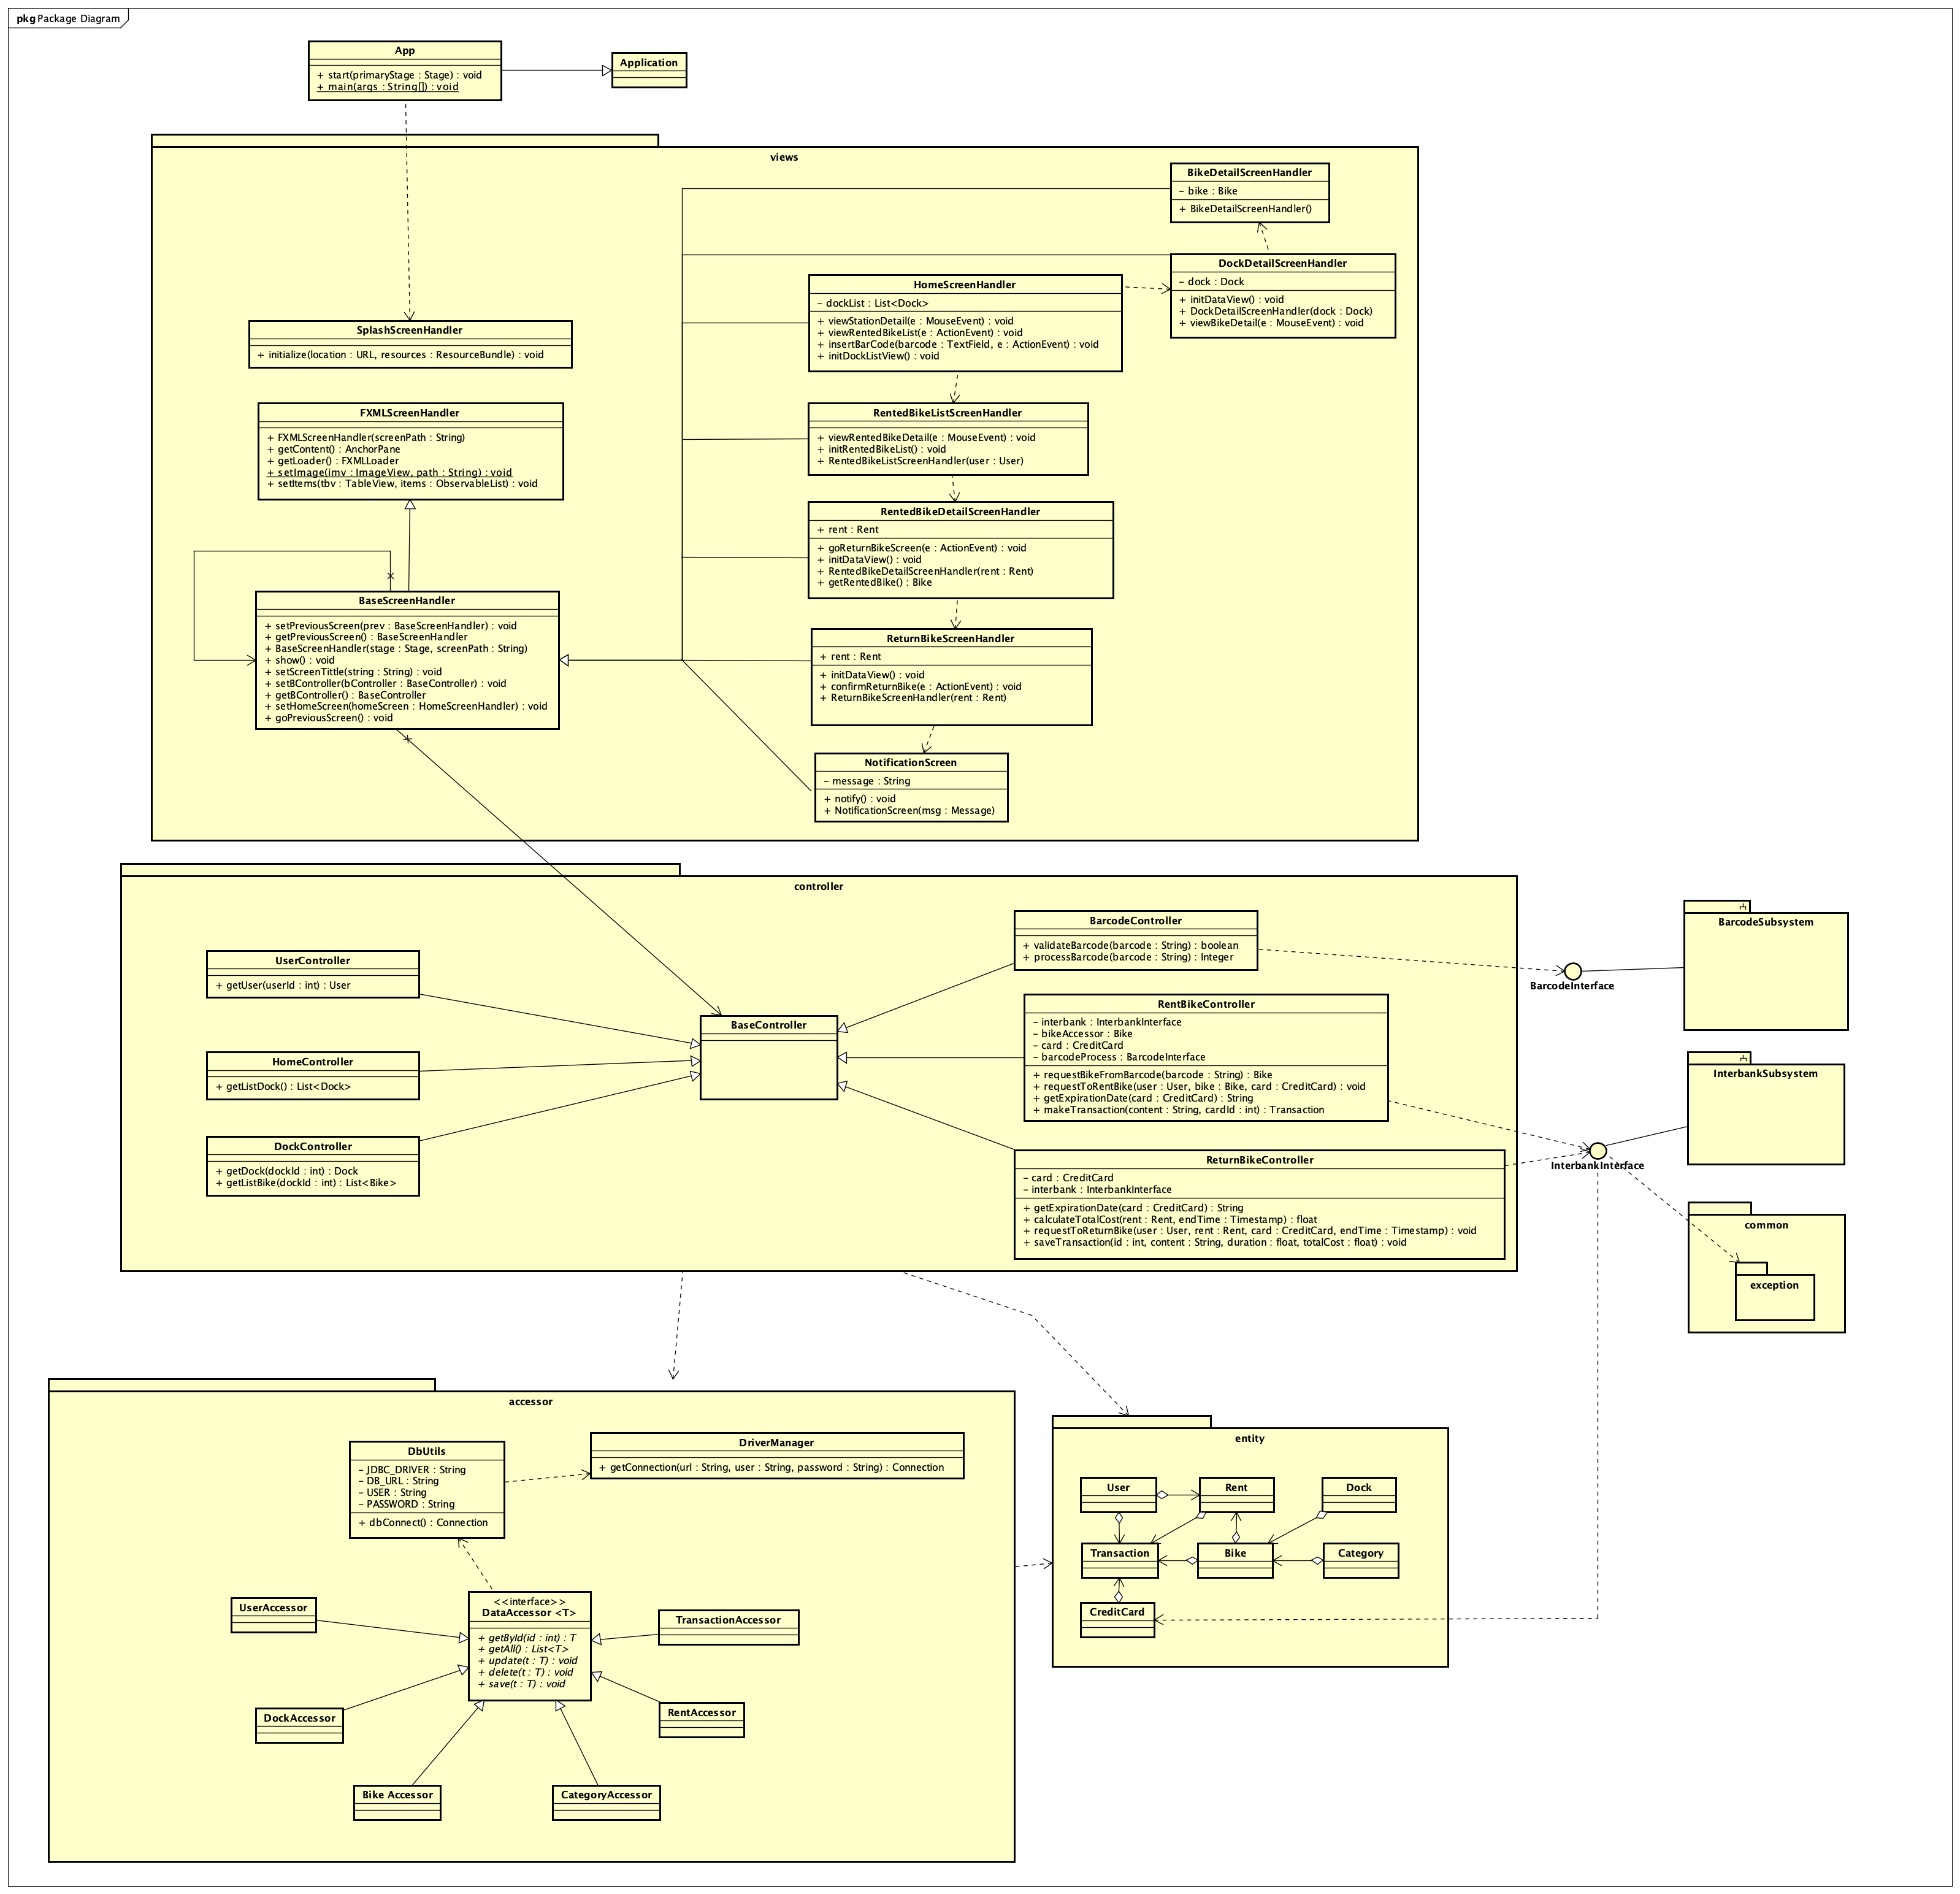 pkg Package Diagram
App
+ start(primaryStage : Stage) : void
+ main(args : String[]) : void
Application
views
BikeDetailScreenHandler
– bike : Bike
+ BikeDetailScreenHandler()
DockDetailScreenHandler
– dock : Dock
+ initDataView() : void
+ DockDetailScreenHandler(dock : Dock)
+ viewBikeDetail(e : MouseEvent) : void
HomeScreenHandler
– dockList : List<Dock>
+ viewStationDetail(e : MouseEvent) : void
+ viewRentedBikeList(e : ActionEvent) : void
+ insertBarCode(barcode : TextField, e : ActionEvent) : void
+ initDockListView() : void
SplashScreenHandler
+ initialize(location : URL, resources : ResourceBundle) : void
FXMLScreenHandler
+ FXMLScreenHandler(screenPath : String)
+ getContent() : AnchorPane
+ getLoader() : FXMLLoader
+ setImage(imv : ImageView, path : String) : void
+ setItems(tbv : TableView, items : ObservableList) : void
RentedBikeListScreenHandler
+ viewRentedBikeDetail(e : MouseEvent) : void
+ initRentedBikeList() : void
+ RentedBikeListScreenHandler(user : User)
RentedBikeDetailScreenHandler
+ rent : Rent
+ goReturnBikeScreen(e : ActionEvent) : void
+ initDataView() : void
+ RentedBikeDetailScreenHandler(rent : Rent)
+ getRentedBike() : Bike
BaseScreenHandler
+ setPreviousScreen(prev : BaseScreenHandler) : void
+ getPreviousScreen() : BaseScreenHandler
+ BaseScreenHandler(stage : Stage, screenPath : String)
+ show() : void
+ setScreenTittle(string : String) : void
+ setBController(bController : BaseController) : void
+ getBController() : BaseController
+ setHomeScreen(homeScreen : HomeScreenHandler) : void
+ goPreviousScreen() : void
ReturnBikeScreenHandler
+ rent : Rent
+ initDataView() : void
+ confirmReturnBike(e : ActionEvent) : void
+ ReturnBikeScreenHandler(rent : Rent)
NotificationScreen
– message : String
+ notify() : void
+ NotificationScreen(msg : Message)
controller
UserController
+ getUser(userId : int) : User
HomeController
+ getListDock() : List<Dock>
DockController
+ getDock(dockId : int) : Dock
+ getListBike(dockId : int) : List<Bike>
BaseController
BarcodeController
+ validateBarcode(barcode : String) : boolean
+ processBarcode(barcode : String) : Integer
RentBikeController
– interbank : InterbankInterface
– bikeAccessor : Bike
– card : CreditCard
– barcodeProcess : BarcodeInterface
+ requestBikeFromBarcode(barcode : String) : Bike
+ requestToRentBike(user : User, bike : Bike, card : CreditCard) : void
+ getExpirationDate(card : CreditCard) : String
+ makeTransaction(content : String, cardId : int) : Transaction
ReturnBikeController
– card : CreditCard
– interbank : InterbankInterface
+ getExpirationDate(card : CreditCard) : String
+ calculateTotalCost(rent : Rent, endTime : Timestamp) : float
+ requestToReturnBike(user : User, rent : Rent, card : CreditCard, endTime : Timestamp) : void
+ saveTransaction(id : int, content : String, duration : float, totalCost : float) : void
BarcodeSubsystem
BarcodeInterface
InterbankSubsystem
InterbankInterface
common
exception
accessor
DbUtils
– JDBC_DRIVER : String
– DB_URL : String
– USER : String
– PASSWORD : String
+ dbConnect() : Connection
DriverManager
+ getConnection(url : String, user : String, password : String) : Connection
<<interface>>
DataAccessor <T>
+ getById(id : int) : T
+ getAll() : List<T>
+ update(t : T) : void
+ delete(t : T) : void
+ save(t : T) : void
UserAccessor
TransactionAccessor
DockAccessor
RentAccessor
Bike Accessor
CategoryAccessor
entity
User
Rent
Dock
Transaction
Bike
Category
CreditCard